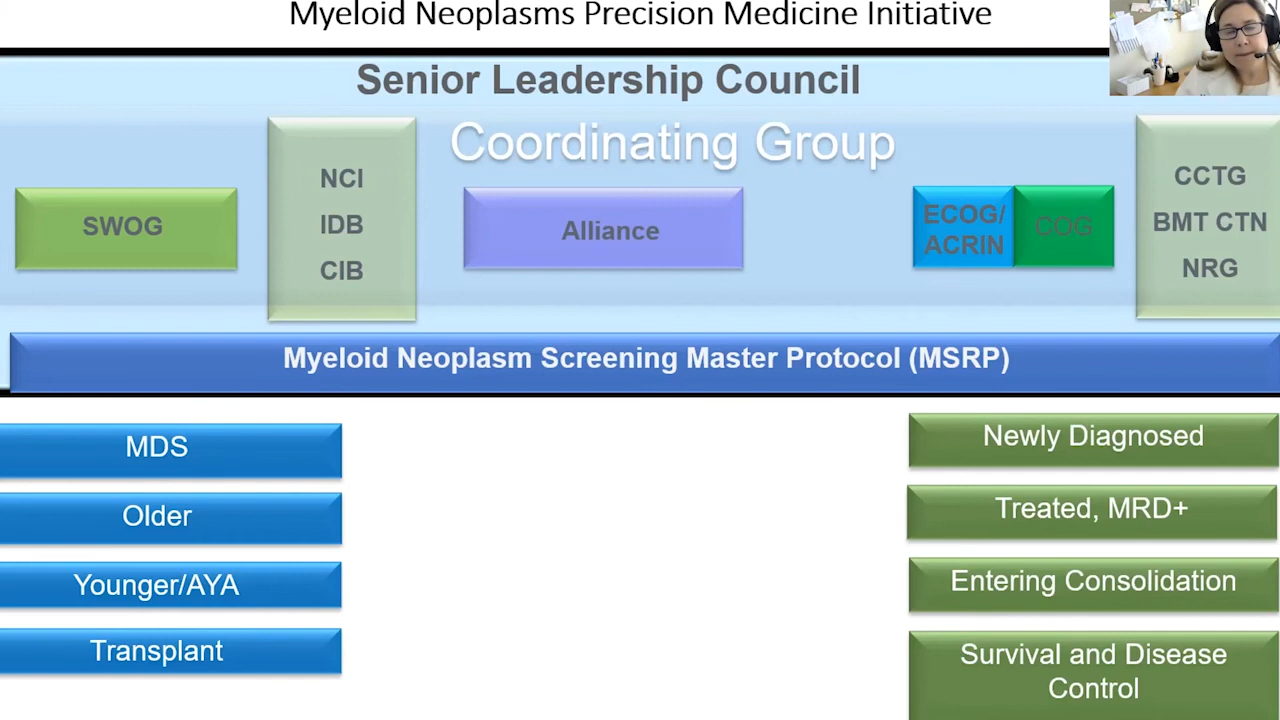 Myeloid Neoplasms Precision Medicine Initiative
Senior Leadership Council
Coordinating Group
SWOG
NCI
IDB
CIB
Alliance
ECOG/
ACRIN
COG
CCTG
BMT CTN
NRG
Myeloid Neoplasm Screening Master Protocol (MSRP)
MDS
Older
Younger/AYA
Transplant
Newly Diagnosed
Treated, MRD+
Entering Consolidation
Survival and Disease
Control